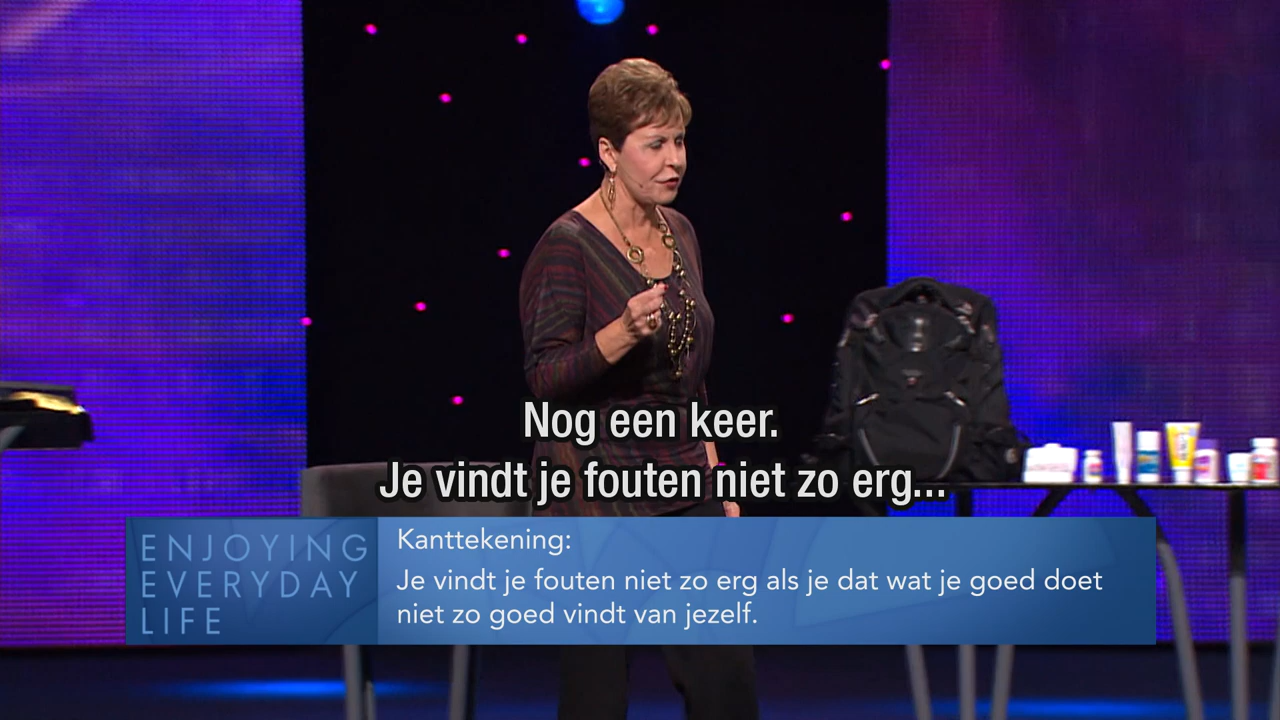 Nog een keer.
Je vindt je fouten niet zo erg...
ENJOYING
EVERYDAY
LIFE
Kanttekening:
Je vindt je fouten niet zo erg als je dat wat je goed doet
niet zo goed vindt van jezelf.